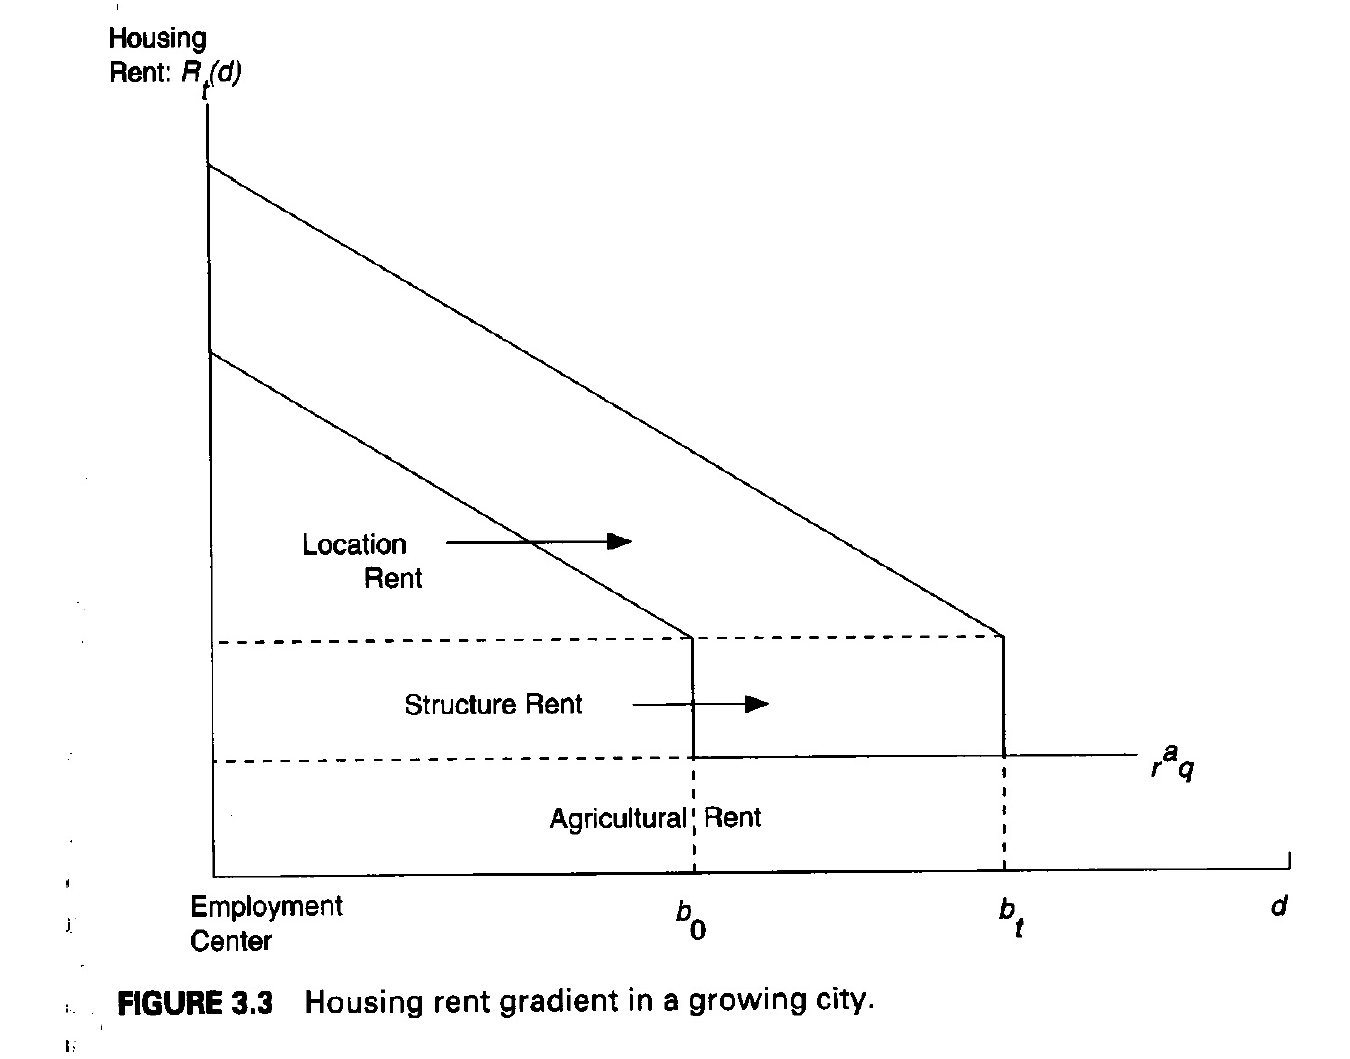 Housing
Rent: R_t(d)
Location
Rent
Structure Rent
r^a q
Agricultural Rent
Employment
Center
b_0
b_t
d
FIGURE 3.3 Housing rent gradient in a growing city.